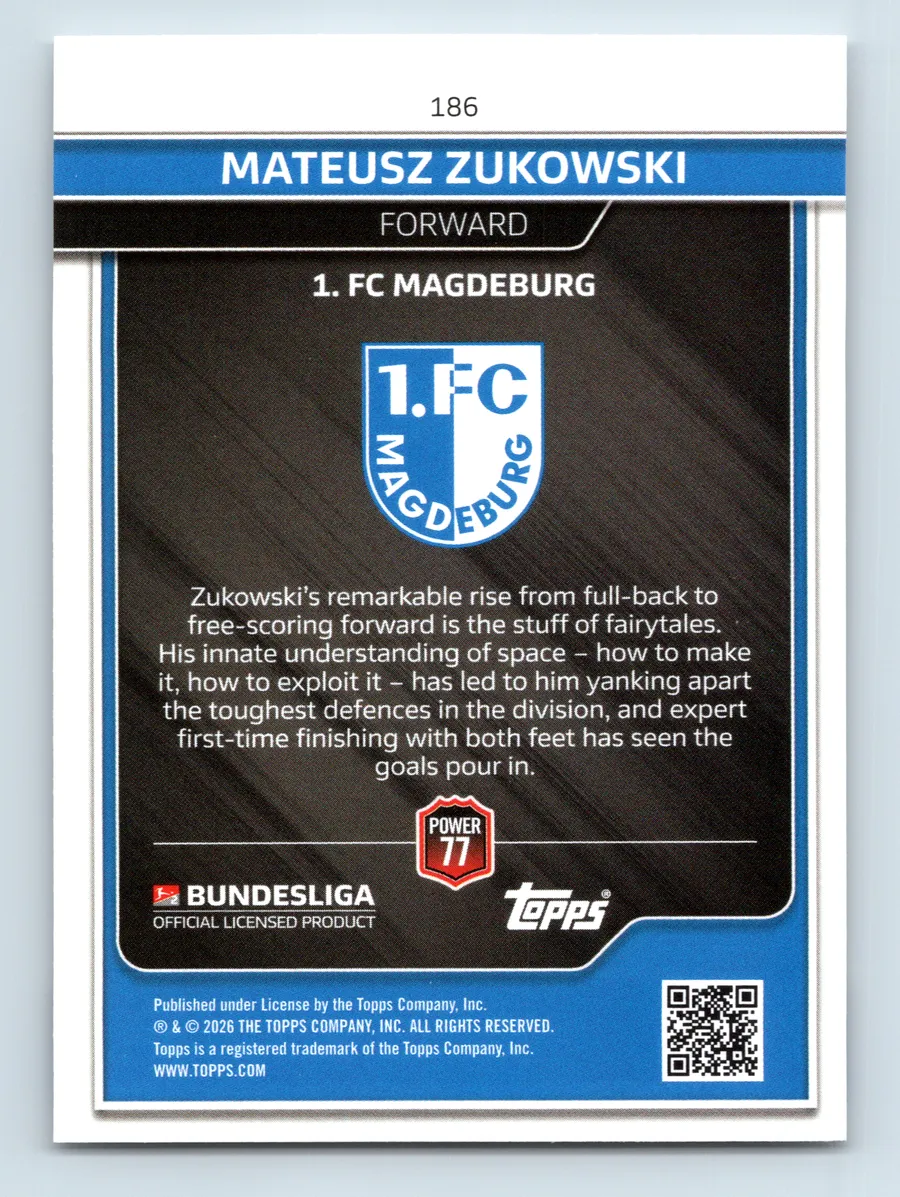 186
MATEUSZ ZUKOWSKI
FORWARD
1. FC MAGDEBURG
1.FC
MAGDEBURG
Zukowski's remarkable rise from full-back to
free-scoring forward is the stuff of fairytales.
His innate understanding of space – how to make
it, how to exploit it – has led to him yanking apart
the toughest defences in the division, and expert
first-time finishing with both feet has seen the
goals pour in.
POWER
77
2 BUNDESLIGA
OFFICIAL LICENSED PRODUCT
Topps®
Published under License by the Topps Company, Inc.
® & © 2026 THE TOPPS COMPANY, INC. ALL RIGHTS RESERVED.
Topps is a registered trademark of the Topps Company, Inc.
WWW.TOPPS.COM